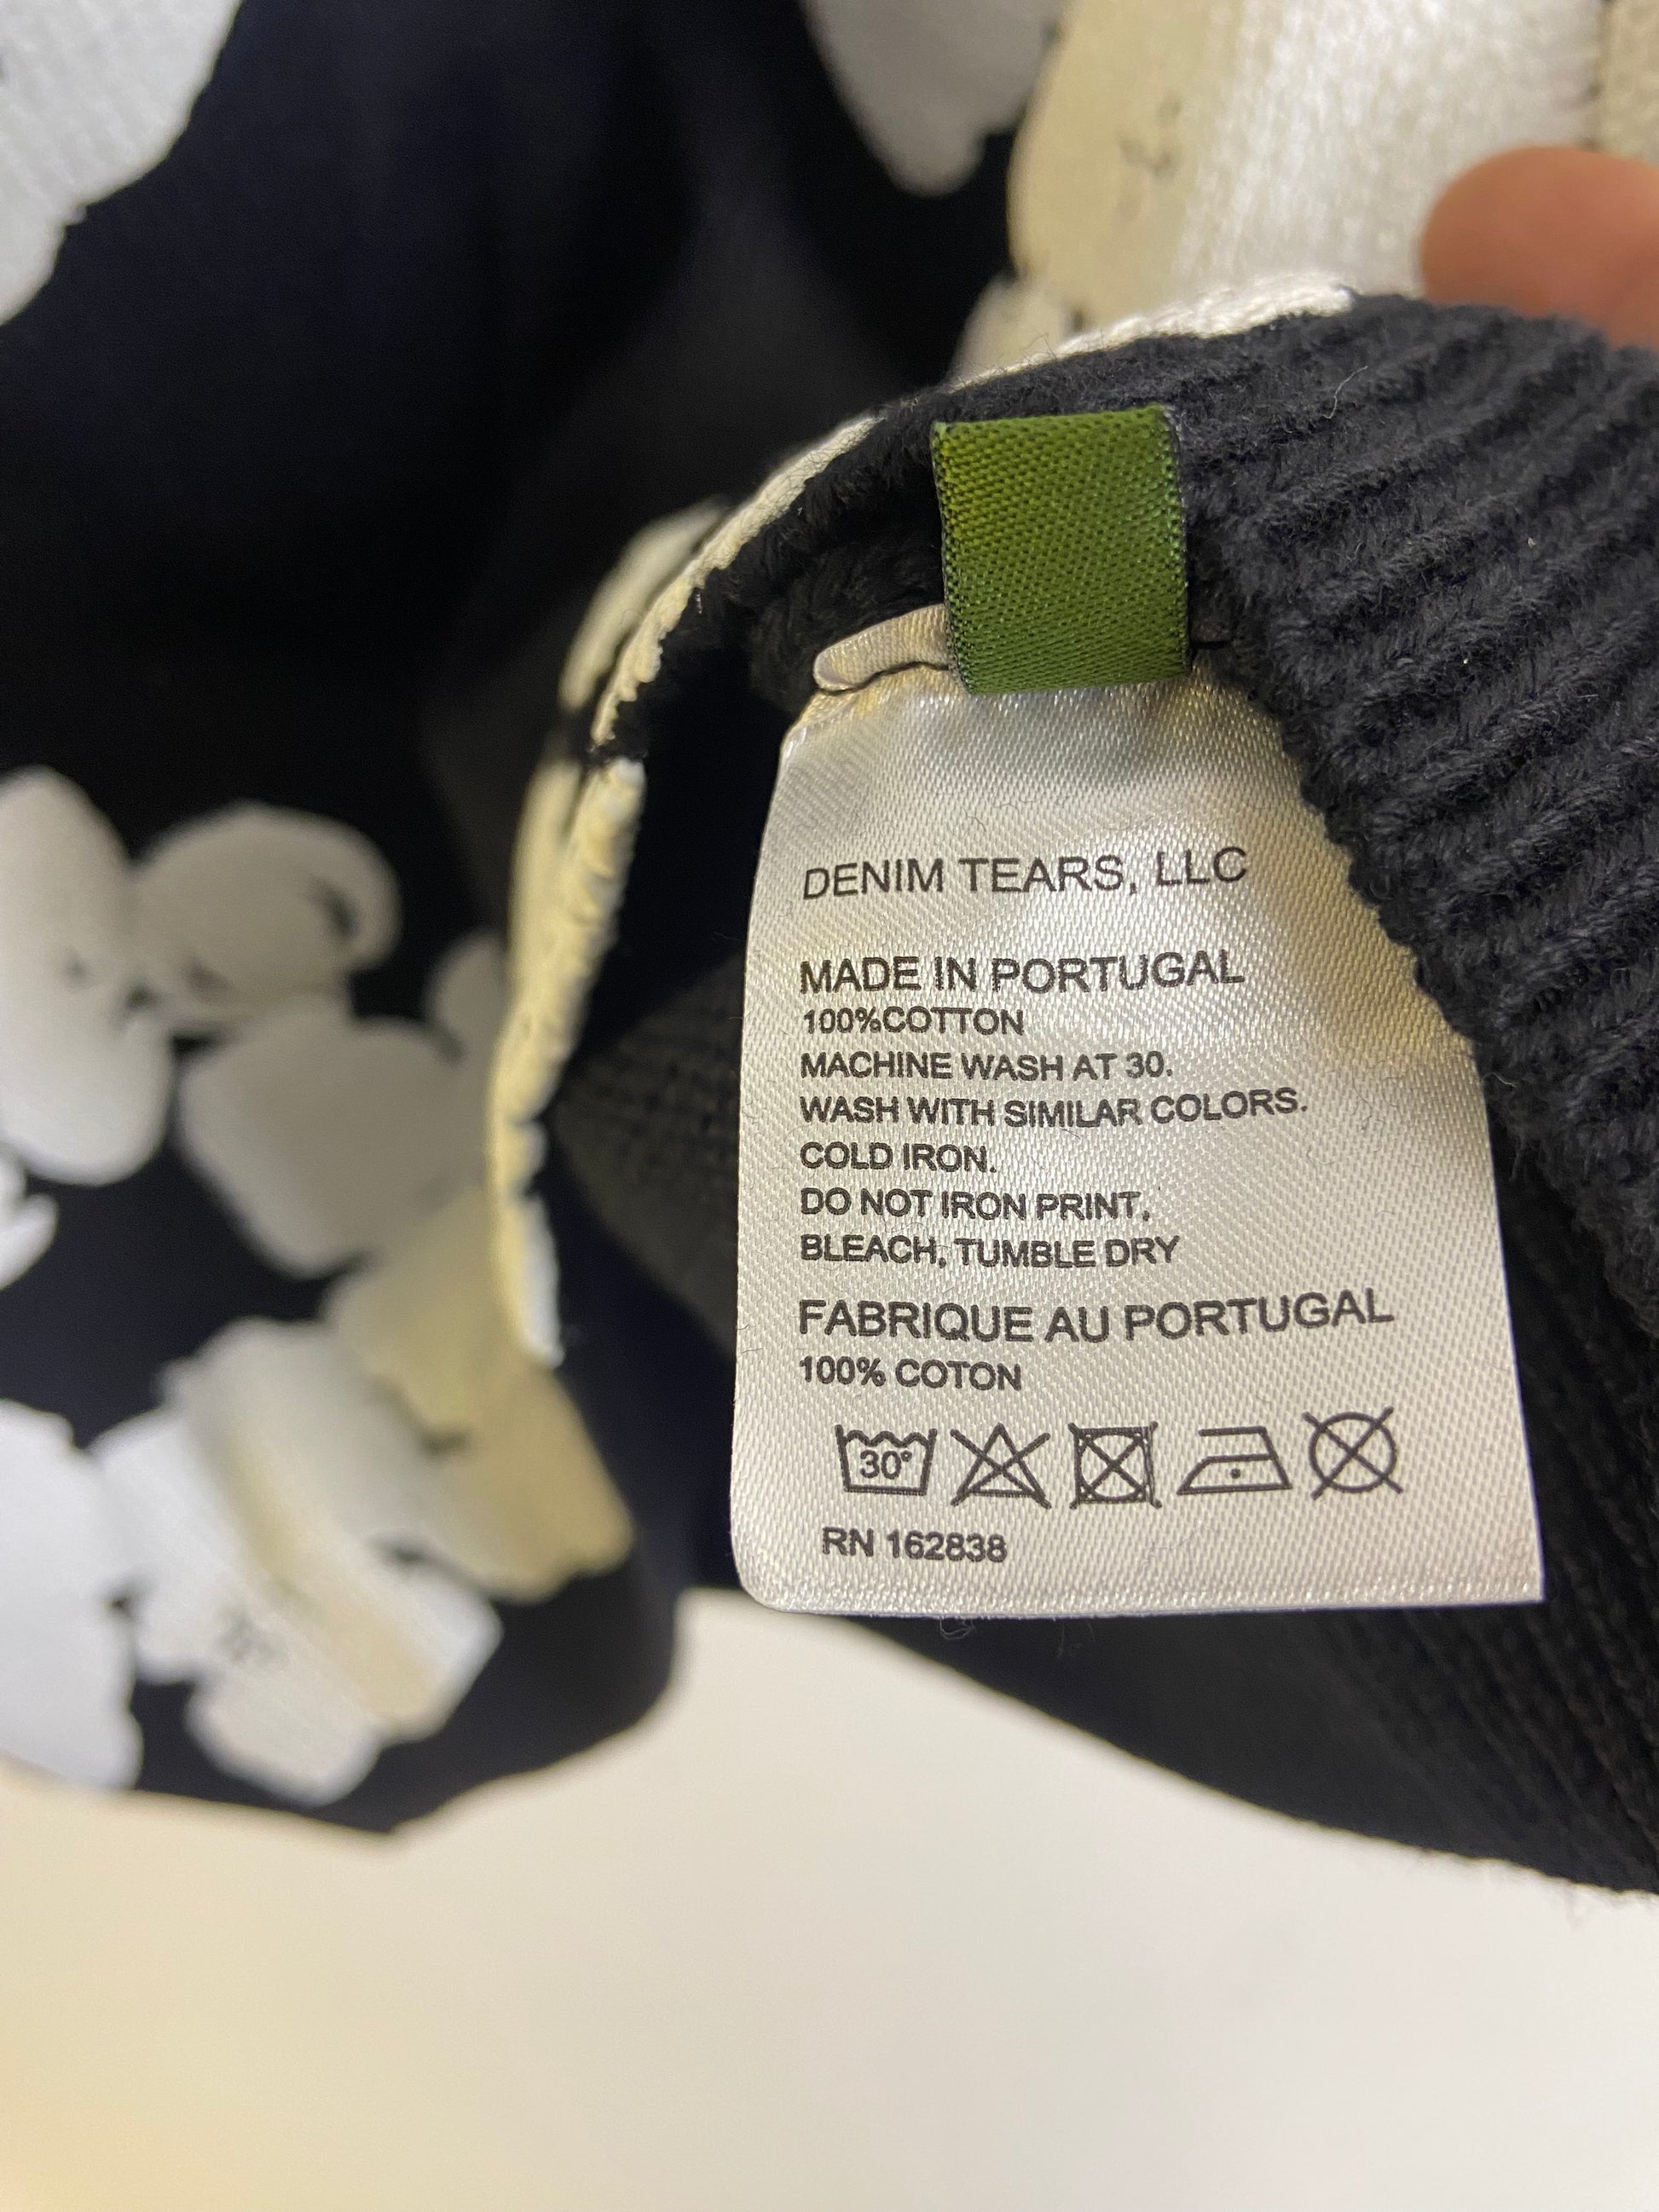 DENIM TEARS, LLC
MADE IN PORTUGAL
100%COTTON
MACHINE WASH AT 30.
WASH WITH SIMILAR COLORS.
COLD IRON.
DO NOT IRON PRINT,
BLEACH, TUMBLE DRY
FABRIQUE AU PORTUGAL
100% COTON
30°
RN 162838